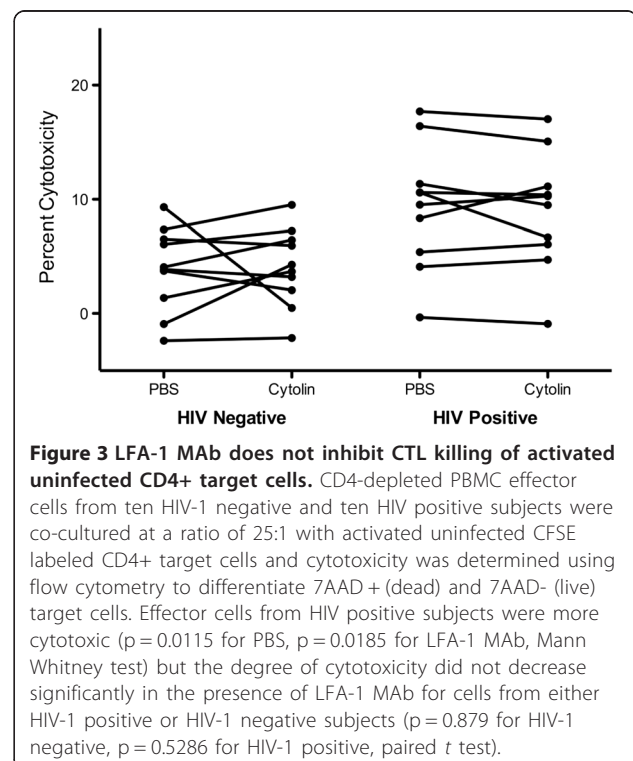 20
10
0
Percent Cytotoxicity
PBS Cytolin PBS Cytolin
HIV Negative HIV Positive
Figure 3 LFA-1 MAb does not inhibit CTL killing of activated
uninfected CD4+ target cells. CD4-depleted PBMC effector
cells from ten HIV-1 negative and ten HIV positive subjects were
co-cultured at a ratio of 25:1 with activated uninfected CFSE
labeled CD4+ target cells and cytotoxicity was determined using
flow cytometry to differentiate 7AAD + (dead) and 7AAD- (live)
target cells. Effector cells from HIV positive subjects were more
cytotoxic (p = 0.0115 for PBS, p = 0.0185 for LFA-1 MAb, Mann
Whitney test) but the degree of cytotoxicity did not decrease
significantly in the presence of LFA-1 MAb for cells from either
HIV-1 positive or HIV-1 negative subjects (p = 0.879 for HIV-1
negative, p = 0.5286 for HIV-1 positive, paired t test).